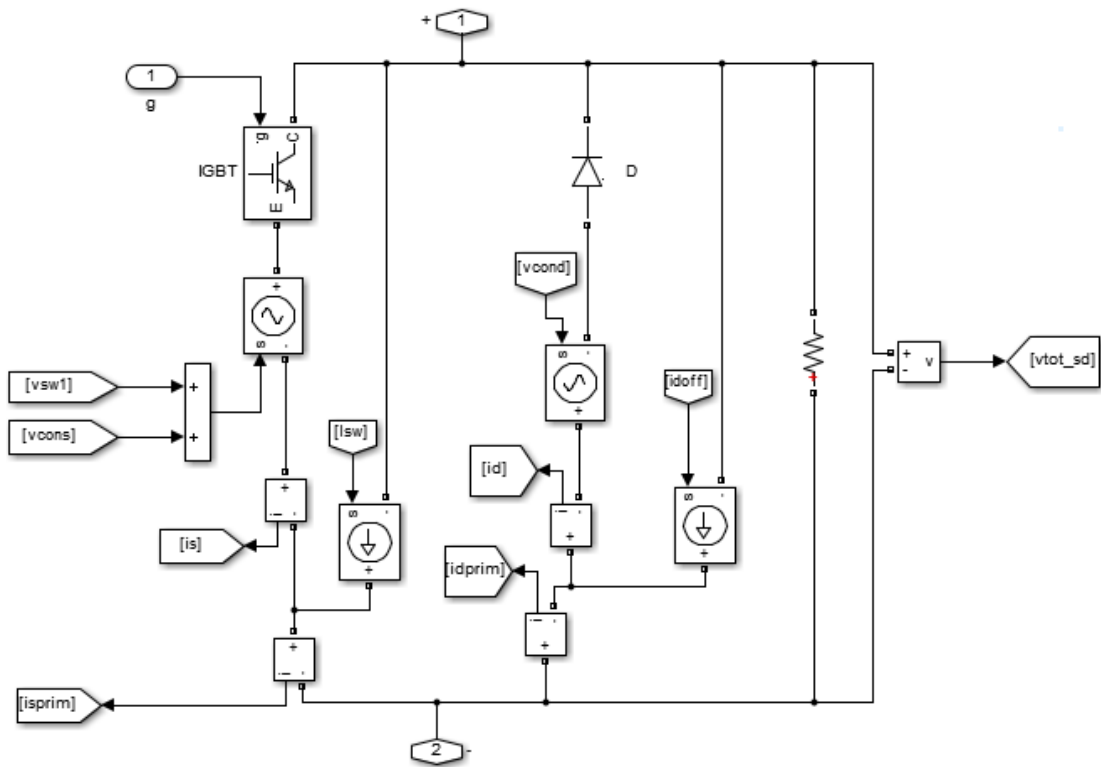 + 1
1
g
g C
IGBT
E
D
[vcond]
+
s -
s -
[vsw1]
+
[vcons]
+
[Isw]
[idoff]
+
-
v
[vtot_sd]
+
+
[id]
s -
s -
i -
+
+
+
i -
[is]
[idprim]
i -
+
+
i -
[isprim]
2 -